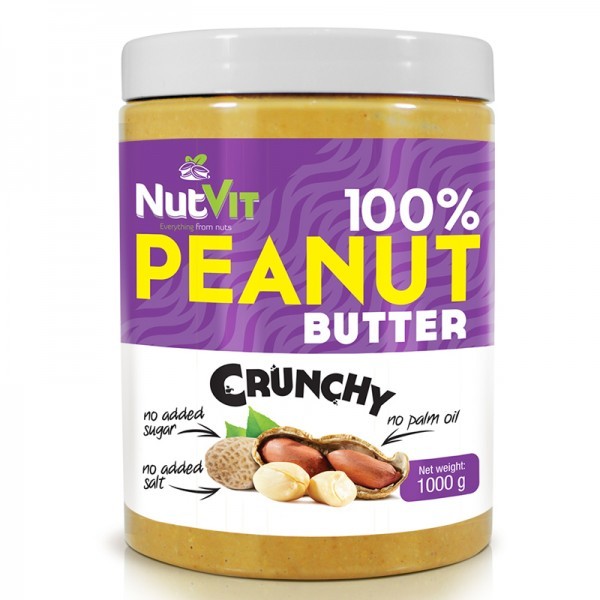 NutVit
Everything from nuts
100%
PEANUT
BUTTER
CRUNCHY
no added
sugar
no palm oil
no added
salt
Net weight:
1000 g